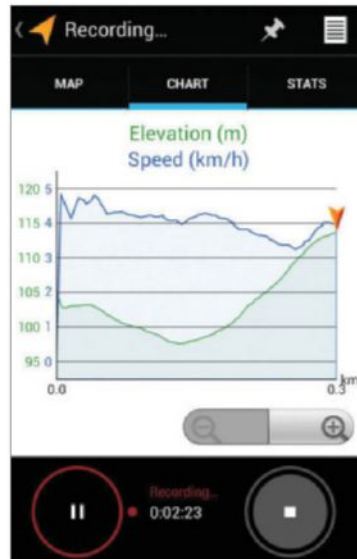 Recording...
MAP CHART STATS
Elevation (m)
Speed (km/h)
120 5
115 4
110 3
105 2
100 1
95 0
km
0.0 0.3
Recording...
0:02:23